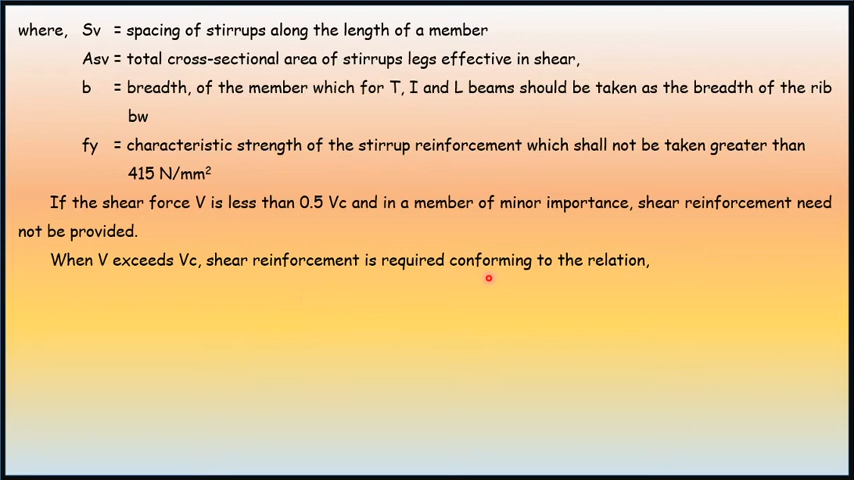 where, Sv = spacing of stirrups along the length of a member
Asv = total cross-sectional area of stirrups legs effective in shear,
b = breadth, of the member which for T, I and L beams should be taken as the breadth of the rib
bw
fy = characteristic strength of the stirrup reinforcement which shall not be taken greater than
415 N/mm²
If the shear force V is less than 0.5 Vc and in a member of minor importance, shear reinforcement need
not be provided.
When V exceeds Vc, shear reinforcement is required conforming to the relation,